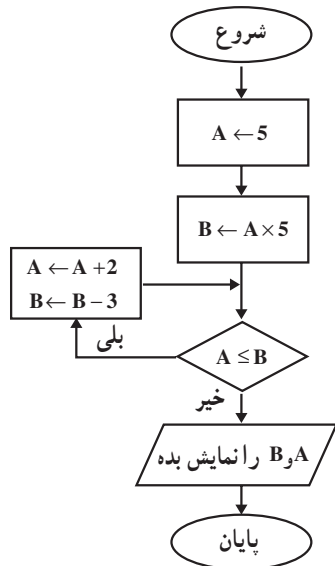 شروع
A ← 5
B ← A × 5
A ← A + 2
B ← B − 3
بلی
A ≤ B
خیر
A و B را نمایش بده
پایان